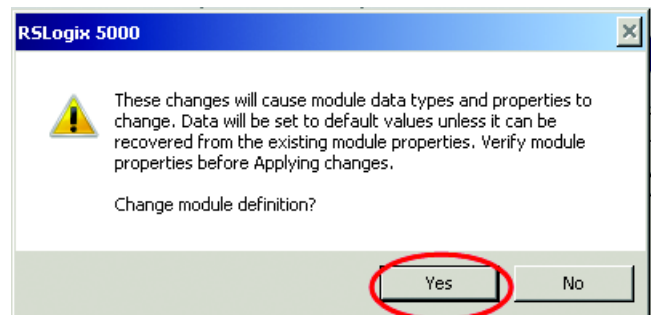 RSLogix 5000
These changes will cause module data types and properties to
change. Data will be set to default values unless it can be
recovered from the existing module properties. Verify module
properties before Applying changes.
Change module definition?
Yes
No